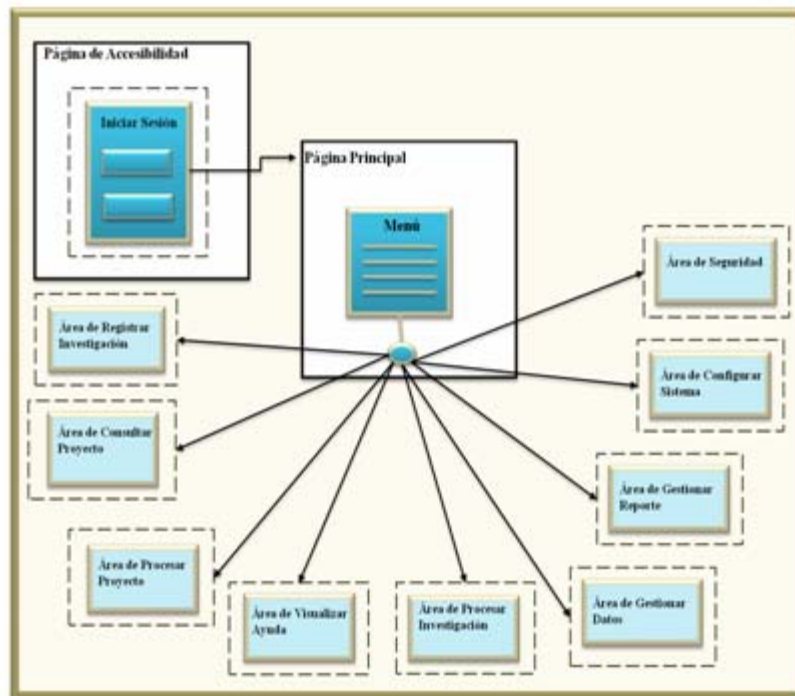 Página de Accesibilidad
Iniciar Sesión
Página Principal
Menú
Área de Seguridad
Área de Registrar
Investigación
Área de Configurar
Sistema
Área de Consultar
Proyecto
Área de Gestionar
Reporte
Área de Procesar
Proyecto
Área de Visualizar
Ayuda
Área de Procesar
Investigación
Área de Gestionar
Datos